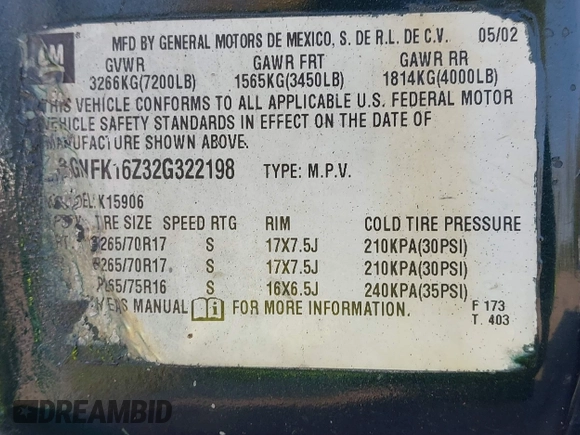 GM
MFD BY GENERAL MOTORS DE MEXICO, S. DE R.L. DE C.V. 05/02
GVWR GAWR FRT GAWR RR
3266KG(7200LB) 1565KG(3450LB) 1814KG(4000LB)
THIS VEHICLE CONFORMS TO ALL APPLICABLE U.S. FEDERAL MOTOR
VEHICLE SAFETY STANDARDS IN EFFECT ON THE DATE OF
MANUFACTURE SHOWN ABOVE.
GNFK16Z32G322198 TYPE: M.P.V.
K15906
TIRE SIZE SPEED RTG RIM COLD TIRE PRESSURE
265/70R17 S 17X7.5J 210KPA(30PSI)
265/70R17 S 17X7.5J 210KPA(30PSI)
265/75R16 S 16X6.5J 240KPA(35PSI)
MANUAL FOR MORE INFORMATION.
F 173
T. 403
DREAMBID